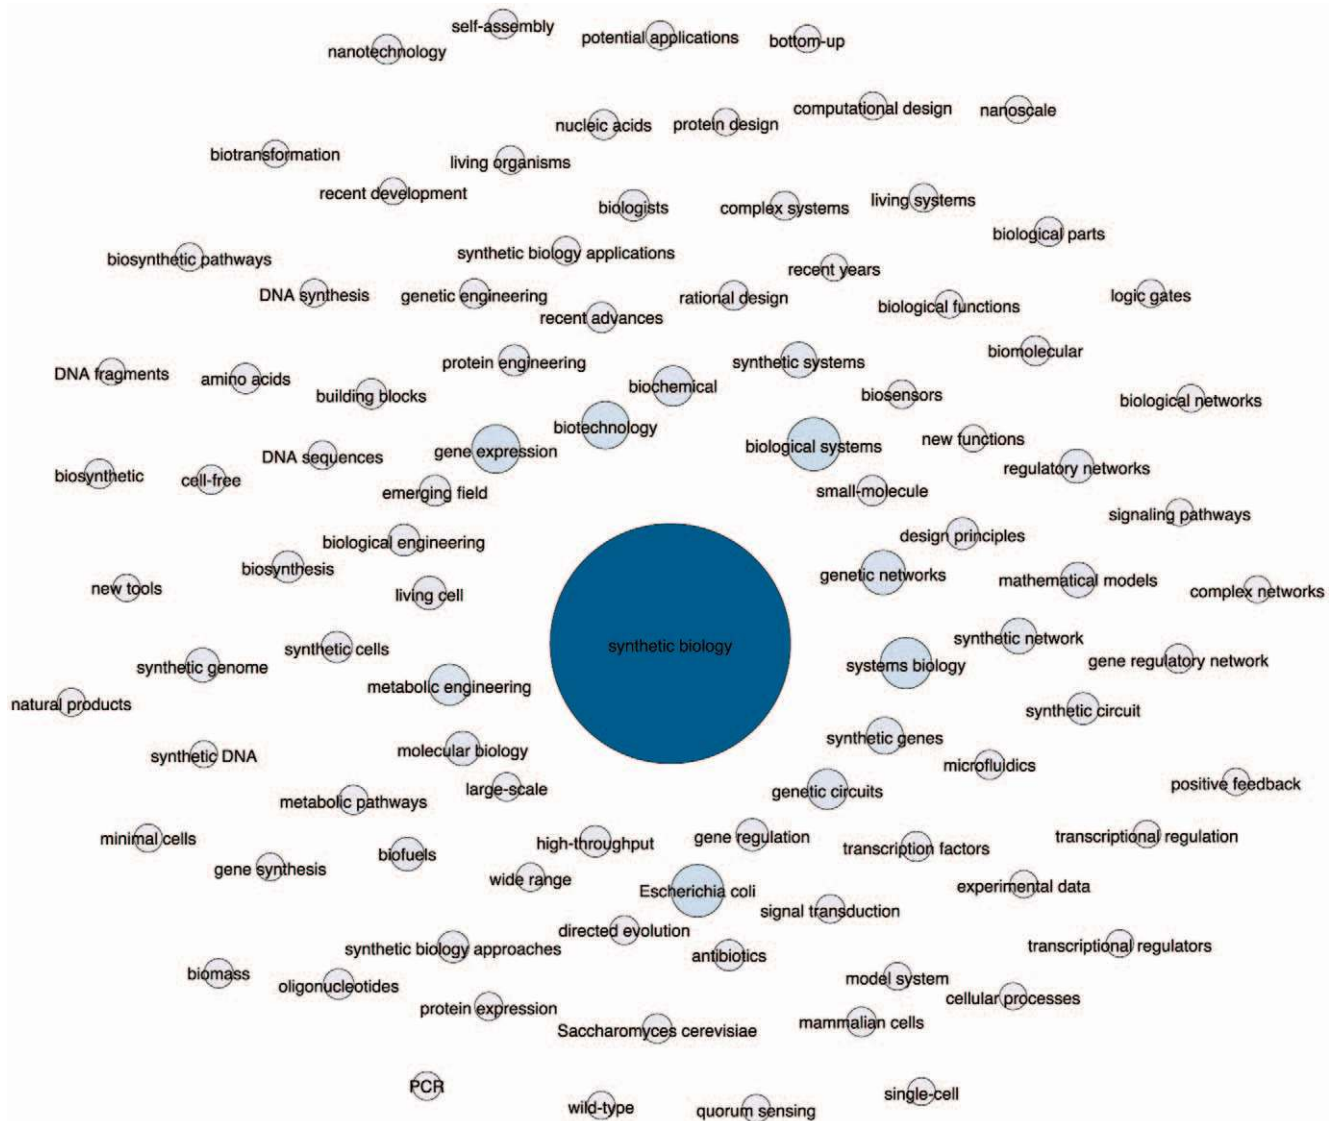 self-assembly
potential applications
bottom-up
nanotechnology
computational design
nanoscale
nucleic acids
protein design
biotransformation
living organisms
recent development
biologists
complex systems
living systems
biological parts
synthetic biology applications
biosynthetic pathways
recent years
DNA synthesis
genetic engineering
rational design
biological functions
logic gates
recent advances
biomolecular
protein engineering
synthetic systems
DNA fragments
amino acids
building blocks
biochemical
biosensors
biological networks
biotechnology
gene expression
biological systems
new functions
DNA sequences
regulatory networks
biosynthetic
cell-free
emerging field
small-molecule
signaling pathways
biological engineering
design principles
biosynthesis
genetic networks
mathematical models
new tools
living cell
complex networks
synthetic biology
synthetic cells
synthetic network
synthetic genome
systems biology
gene regulatory network
metabolic engineering
natural products
synthetic circuit
synthetic genes
synthetic DNA
molecular biology
microfluidics
large-scale
genetic circuits
positive feedback
metabolic pathways
minimal cells
high-throughput
gene regulation
transcription factors
transcriptional regulation
gene synthesis
biofuels
wide range
Escherichia coli
experimental data
signal transduction
directed evolution
synthetic biology approaches
antibiotics
transcriptional regulators
biomass
oligonucleotides
model system
cellular processes
protein expression
Saccharomyces cerevisiae
mammalian cells
PCR
wild-type
quorum sensing
single-cell